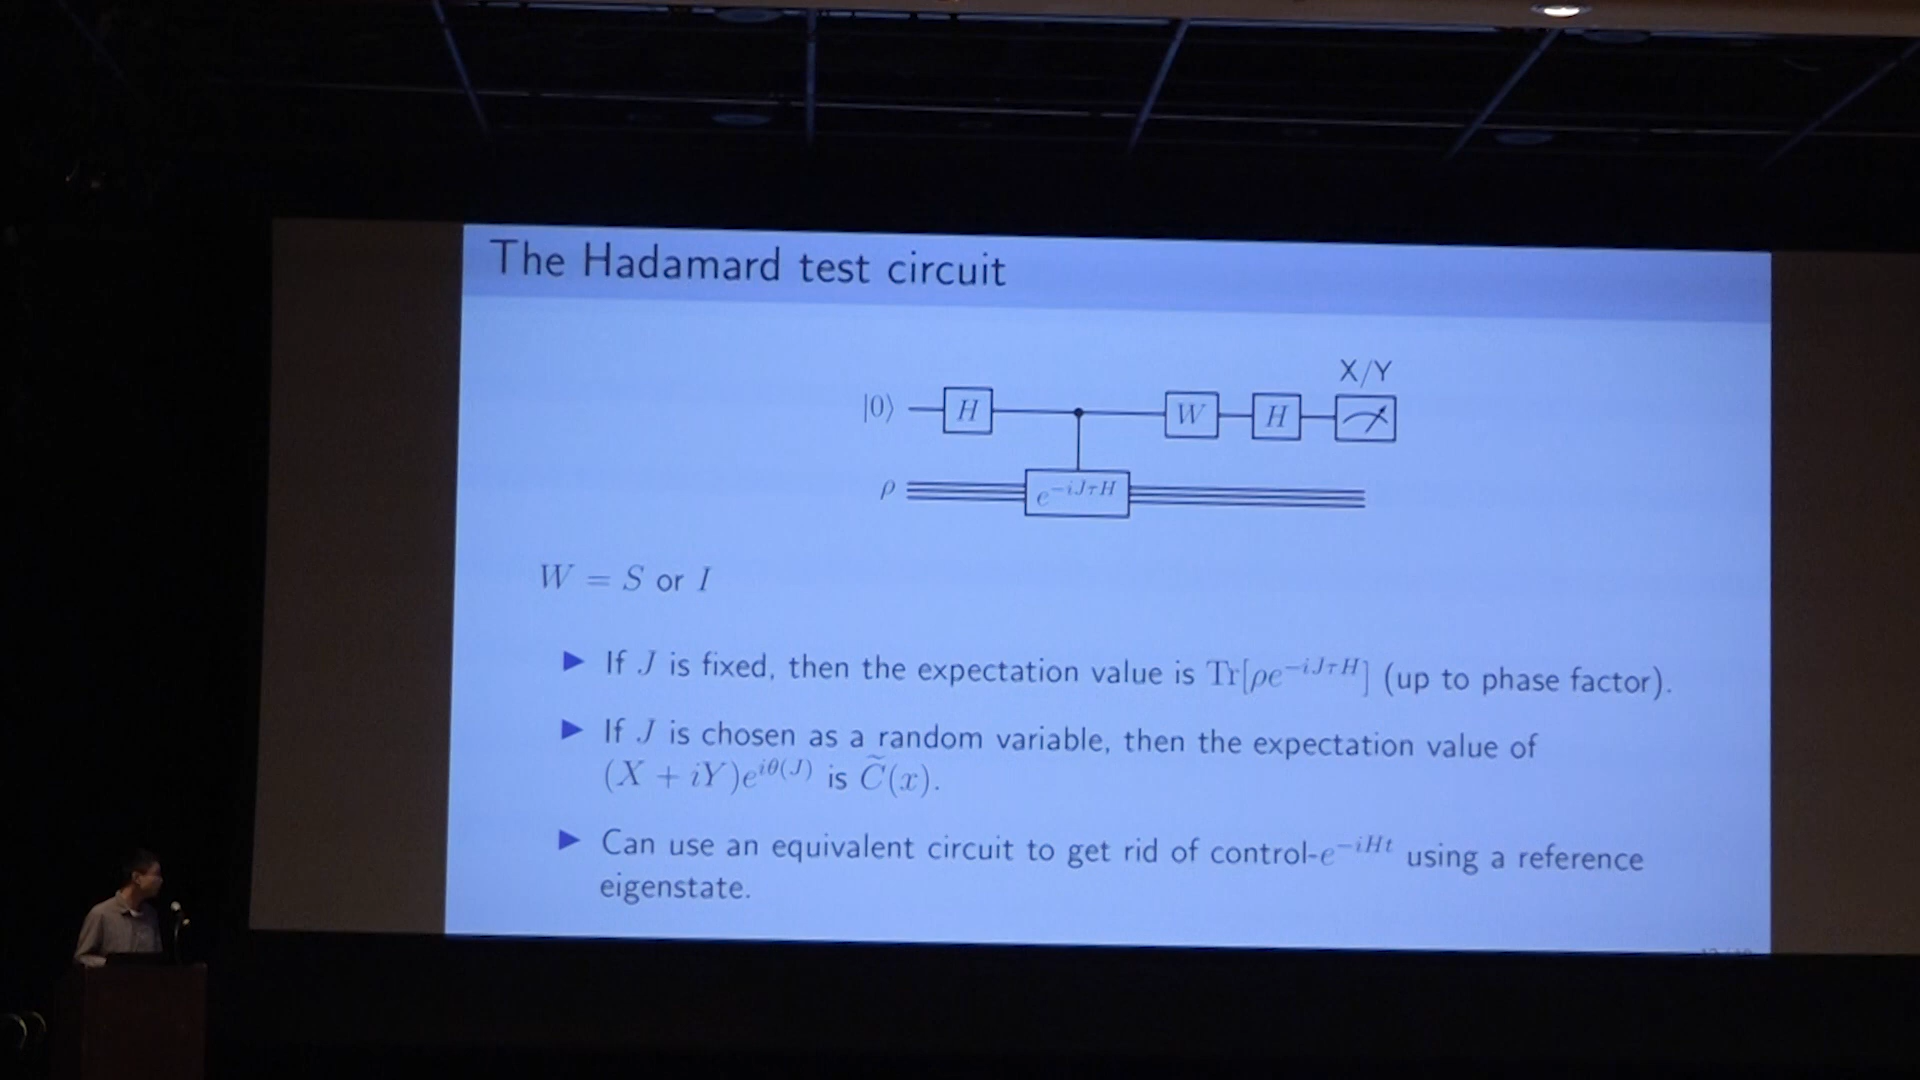 The Hadamard test circuit
X/Y
|0⟩ H W H
ρ e^{-iJτH}
W = S or I
▶ If J is fixed, then the expectation value is Tr[ρe^{-iJτH}] (up to phase factor).
▶ If J is chosen as a random variable, then the expectation value of
(X + iY)e^{iθ(J)} is C̃(x).
▶ Can use an equivalent circuit to get rid of control-e^{-iHt} using a reference
eigenstate.